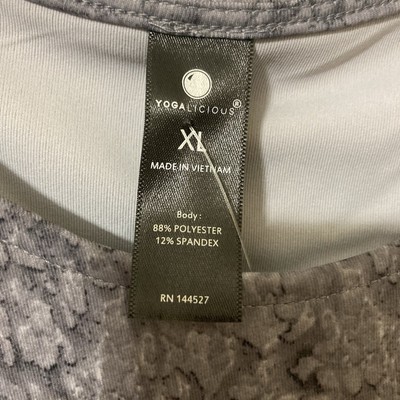 YOGALICIOUS®
XL
MADE IN VIETNAM
Body :
88% POLYESTER
12% SPANDEX
RN 144527